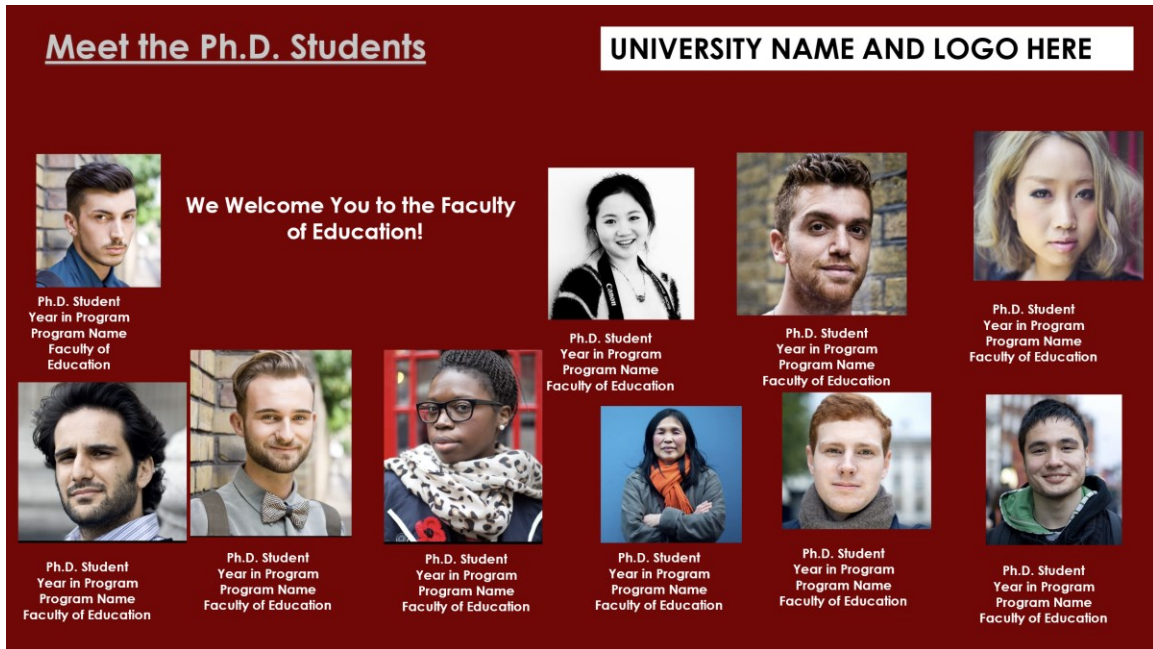 Meet the Ph.D. Students
UNIVERSITY NAME AND LOGO HERE
We Welcome You to the Faculty
of Education!
Ph.D. Student
Year in Program
Program Name
Faculty of
Education
Canon
Ph.D. Student
Year in Program
Program Name
Faculty of Education
Ph.D. Student
Year in Program
Program Name
Faculty of Education
Ph.D. Student
Year in Program
Program Name
Faculty of Education
Ph.D. Student
Year in Program
Program Name
Faculty of Education
Ph.D. Student
Year in Program
Program Name
Faculty of Education
Ph.D. Student
Year in Program
Program Name
Faculty of Education
Ph.D. Student
Year in Program
Program Name
Faculty of Education
Ph.D. Student
Year in Program
Program Name
Faculty of Education
Ph.D. Student
Year in Program
Program Name
Faculty of Education